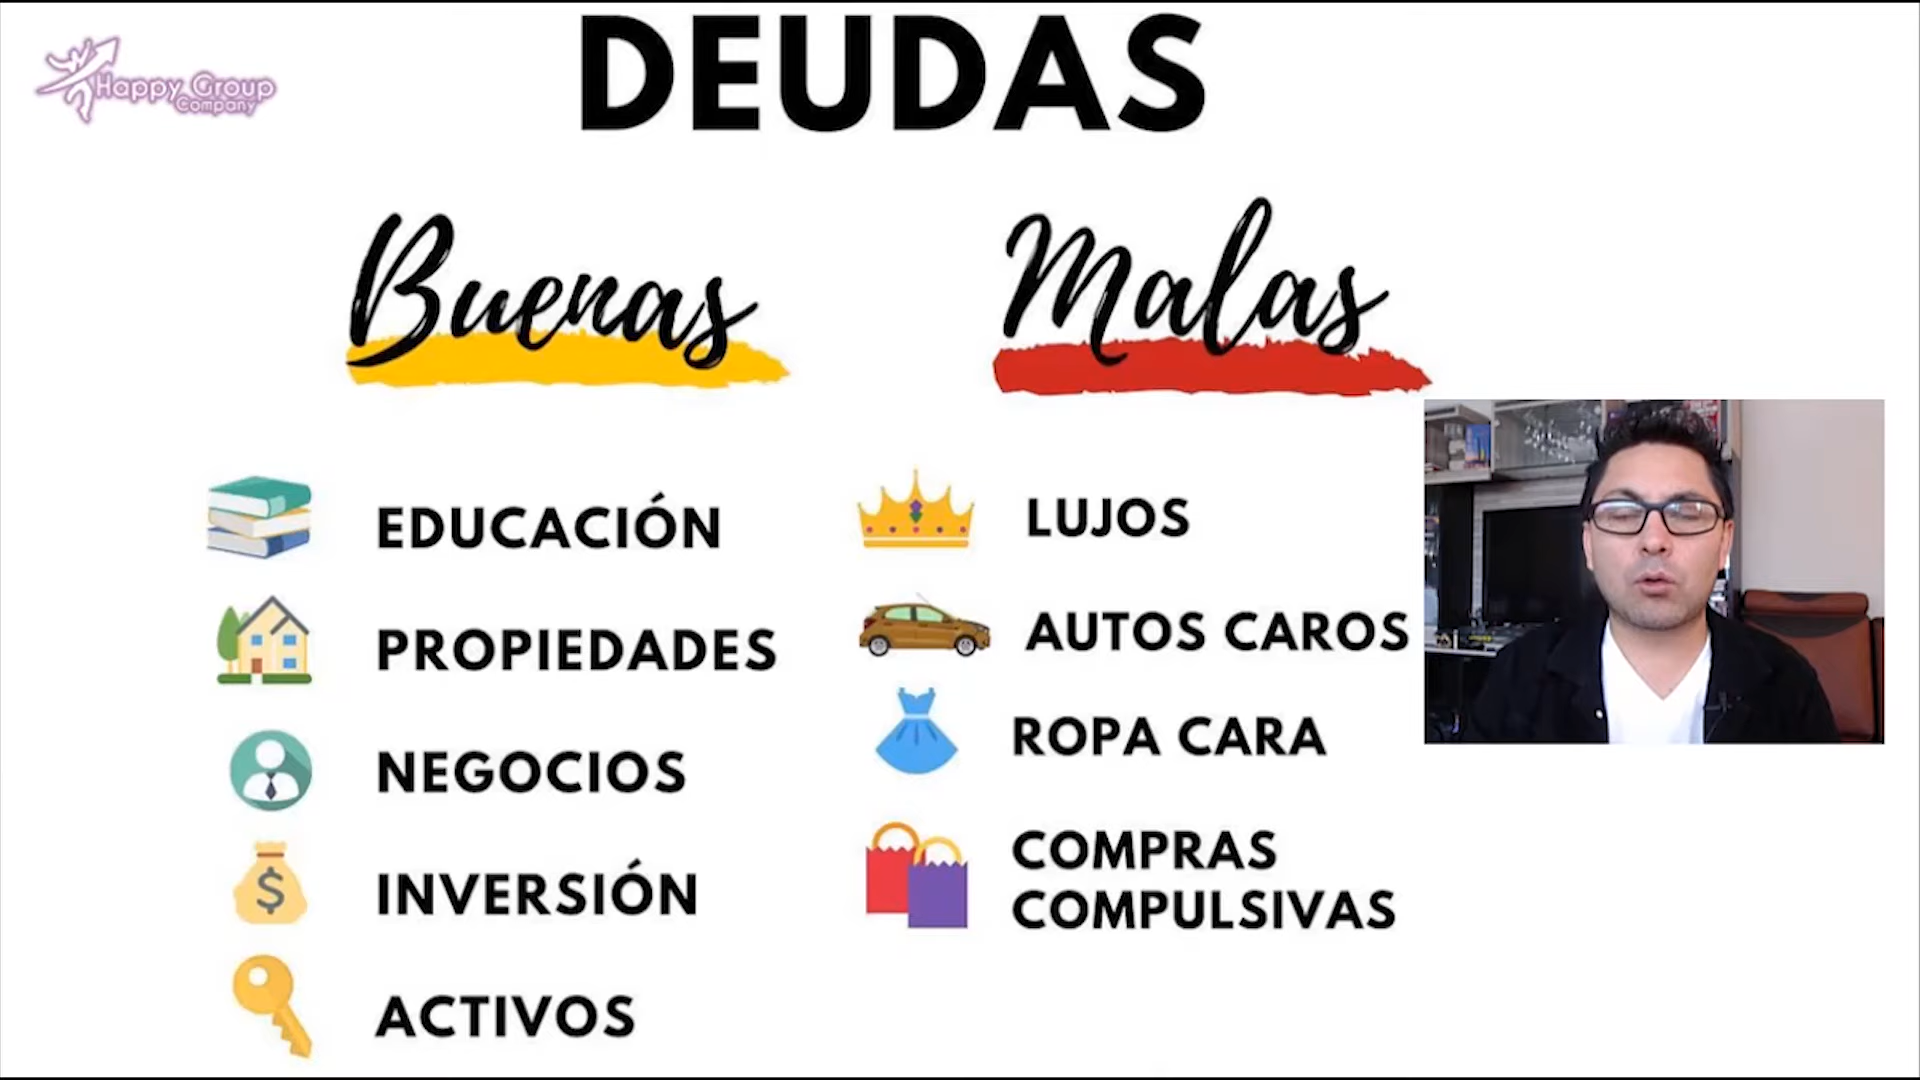 Happy Group
Company
DEUDAS
Buenas
EDUCACIÓN
PROPIEDADES
NEGOCIOS
$
INVERSIÓN
ACTIVOS
Malas
LUJOS
AUTOS CAROS
ROPA CARA
COMPRAS
COMPULSIVAS